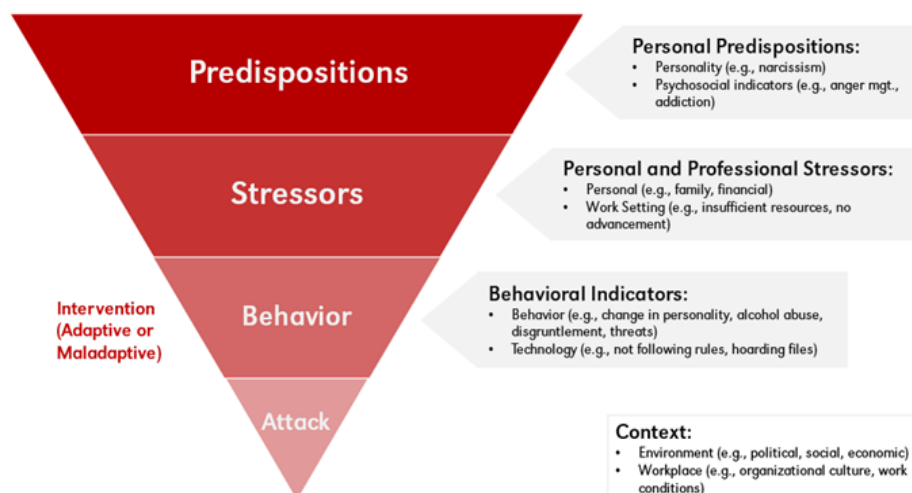 Predispositions
Personal Predispositions:
• Personality (e.g., narcissism)
• Psychosocial indicators (e.g., anger mgt.,
addiction)
Stressors
Personal and Professional Stressors:
• Personal (e.g., family, financial)
• Work Setting (e.g., insufficient resources, no
advancement)
Intervention
(Adaptive or
Maladaptive)
Behavior
Behavioral Indicators:
• Behavior (e.g., change in personality, alcohol abuse,
disgruntlement, threats)
• Technology (e.g., not following rules, hoarding files)
Attack
Context:
• Environment (e.g., political, social, economic)
• Workplace (e.g., organizational culture, work
conditions)